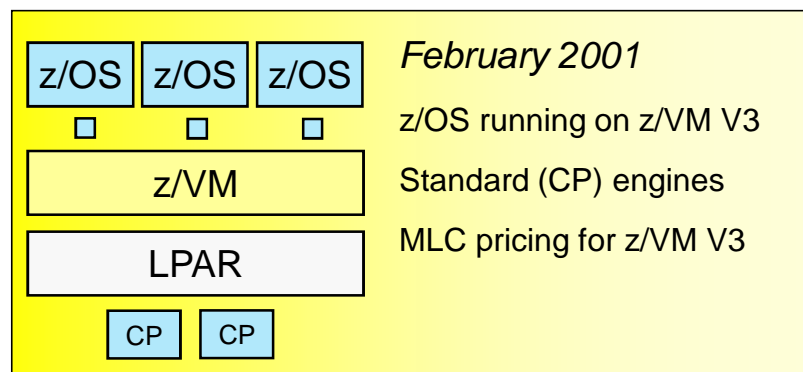 z/OS z/OS z/OS
z/VM
LPAR
CP CP
February 2001
z/OS running on z/VM V3
Standard (CP) engines
MLC pricing for z/VM V3